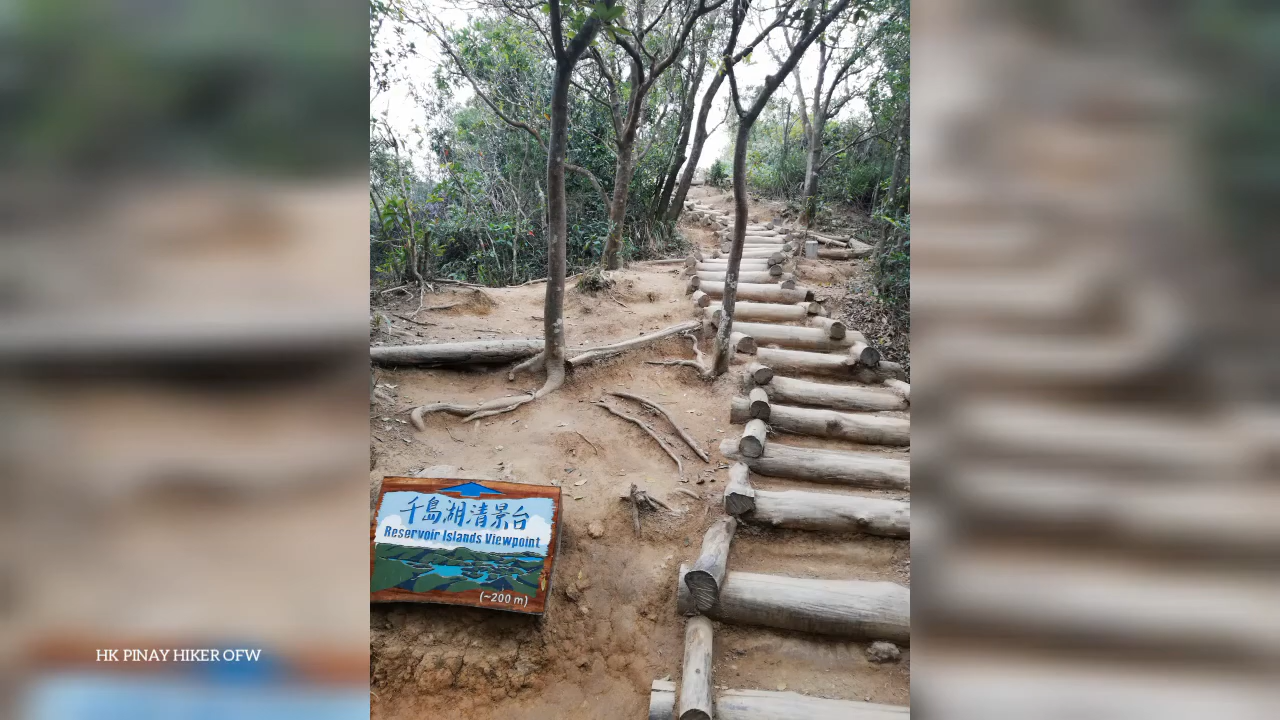 千島湖清景台
Reservoir Islands Viewpoint
(~200 m)
HK PINAY HIKER OFW